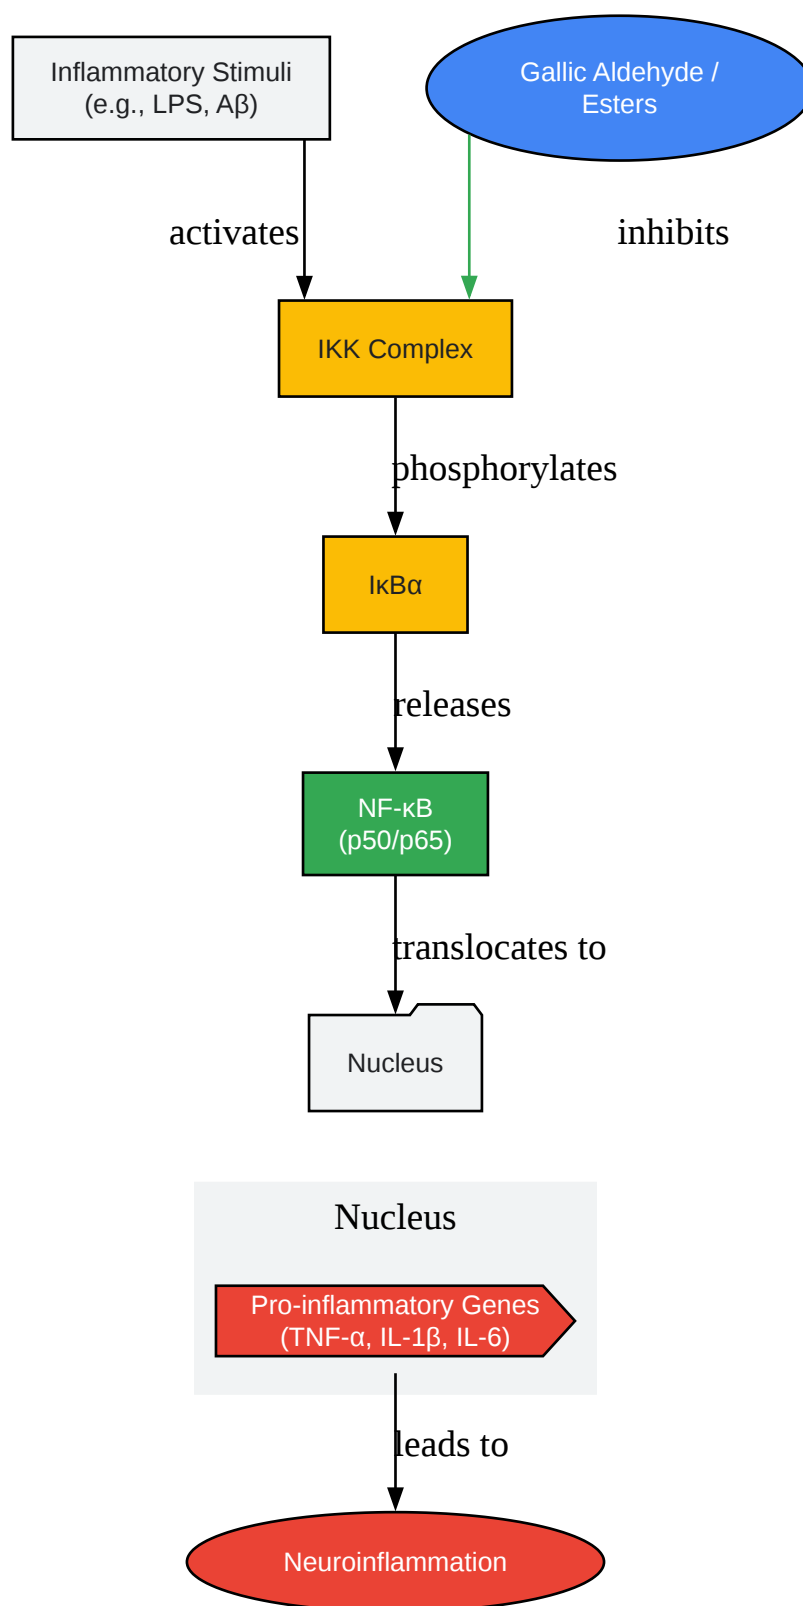 Inflammatory Stimuli
(e.g., LPS, Aβ)
Gallic Aldehyde /
Esters
activates
inhibits
IKK Complex
phosphorylates
IκBα
releases
NF-κB
(p50/p65)
translocates to
Nucleus
Nucleus
Pro-inflammatory Genes
(TNF-α, IL-1β, IL-6)
leads to
Neuroinflammation